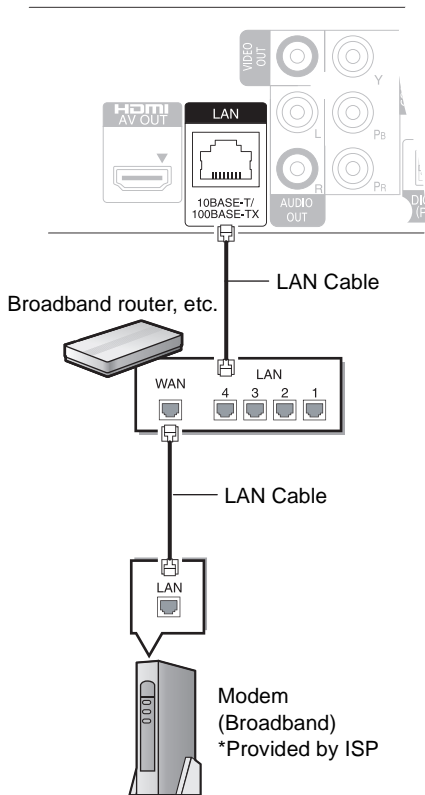 VIDEO
OUT
Y
HDMI
AV OUT
LAN
L
PB
R
PR
10BASE-T/
100BASE-TX
AUDIO
OUT
LAN Cable
Broadband router, etc.
WAN
LAN
4 3 2 1
LAN Cable
LAN
Modem
(Broadband)
*Provided by ISP